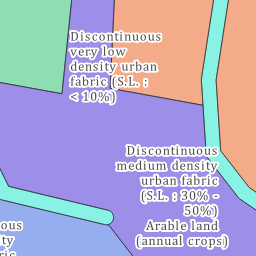 Discontinuous
very low
density urban
fabric (S.L. :
< 10%)
Discontinuous
medium density
urban fabric
(S.L. : 30% -
50%)
Arable land
(annual crops)